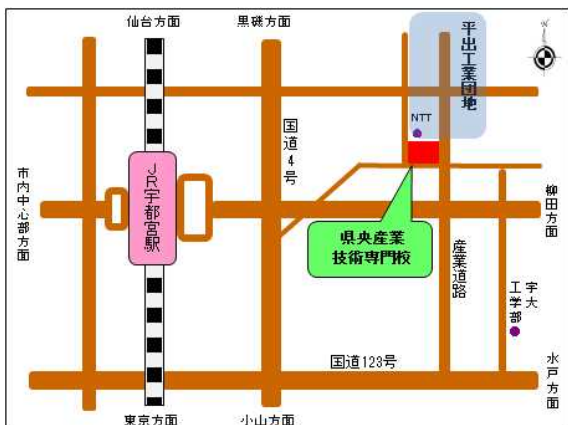 仙台方面
黒磯方面
平出工業団地
NTT
国道4号
JR宇都宮駅
市内中心部方面
柳田方面
県央産業
技術専門校
産業道路
宇大
工学部
国道123号
水戸方面
東京方面
小山方面